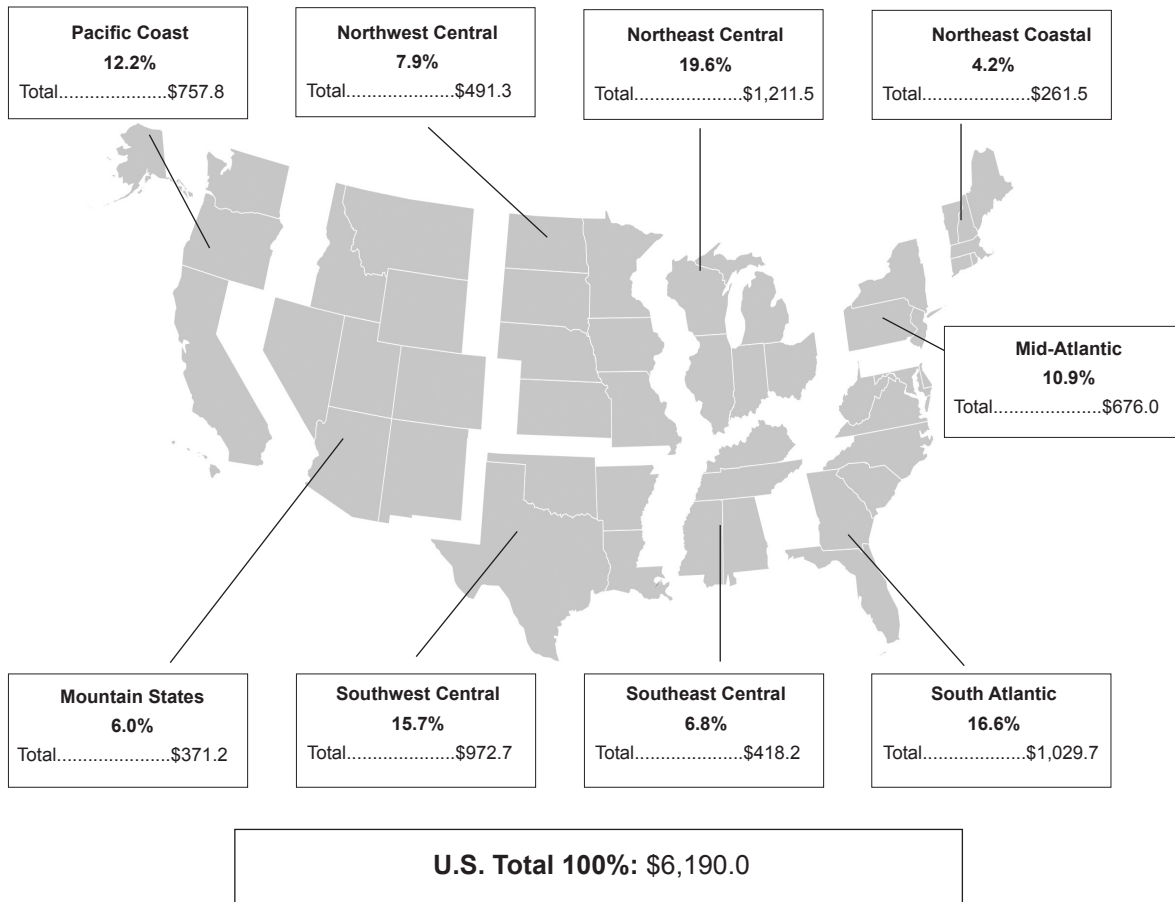 Pacific Coast
12.2%
Total.....................$757.8
Northwest Central
7.9%
Total....................$491.3
Northeast Central
19.6%
Total....................$1,211.5
Northeast Coastal
4.2%
Total....................$261.5
Mid-Atlantic
10.9%
Total.....................$676.0
Mountain States
6.0%
Total......................$371.2
Southwest Central
15.7%
Total......................$972.7
Southeast Central
6.8%
Total......................$418.2
South Atlantic
16.6%
Total....................$1,029.7
U.S. Total 100%: $6,190.0